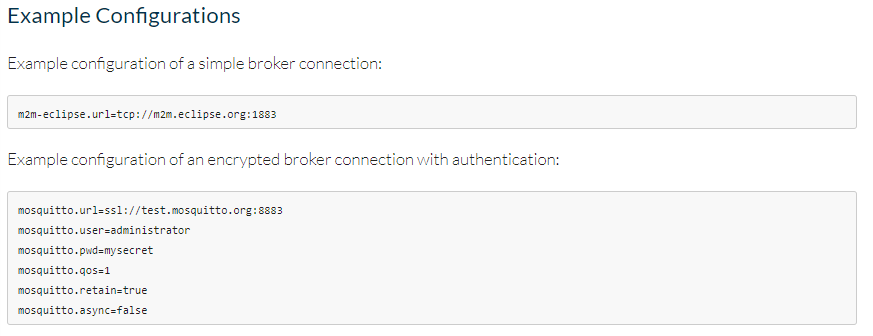 Example Configurations
Example configuration of a simple broker connection:
m2m-eclipse.url=tcp://m2m.eclipse.org:1883
Example configuration of an encrypted broker connection with authentication:
mosquitto.url=ssl://test.mosquitto.org:8883
mosquitto.user=administrator
mosquitto.pwd=mysecret
mosquitto.qos=1
mosquitto.retain=true
mosquitto.async=false